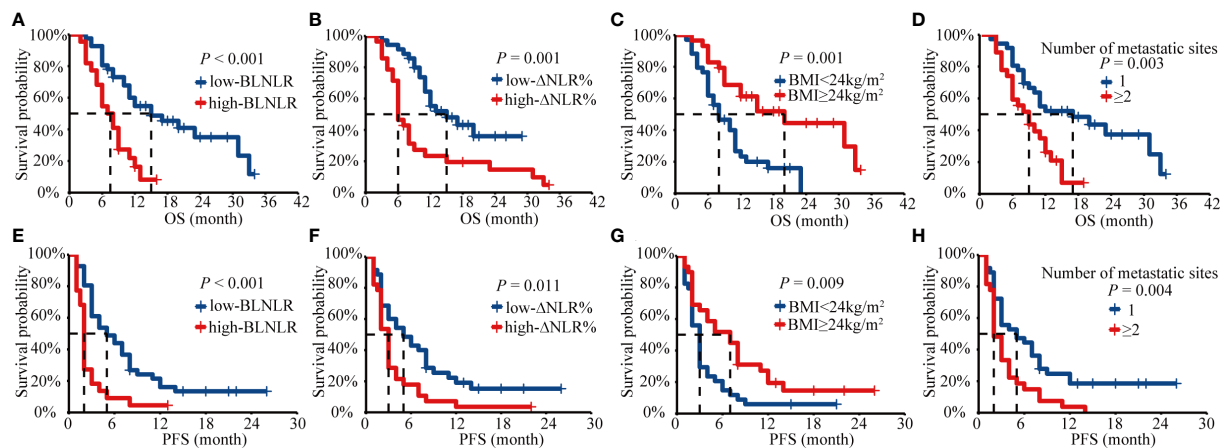 A
Survival probability
100%
80%
60%
40%
20%
0%
0 6 12 18 24 30 36 42
OS (month)
P < 0.001
low-BLNLR
high-BLNLR
B
Survival probability
100%
80%
60%
40%
20%
0%
0 6 12 18 24 30 36 42
OS (month)
P = 0.001
low-ΔNLR%
high-ΔNLR%
C
Survival probability
100%
80%
60%
40%
20%
0%
0 6 12 18 24 30 36 42
OS (month)
P = 0.001
BMI<24kg/m²
BMI≥24kg/m²
D
Survival probability
100%
80%
60%
40%
20%
0%
0 6 12 18 24 30 36 42
OS (month)
Number of metastatic sites
P = 0.003
1
≥2
E
Survival probability
100%
80%
60%
40%
20%
0%
0 6 12 18 24 30
PFS (month)
P < 0.001
low-BLNLR
high-BLNLR
F
Survival probability
100%
80%
60%
40%
20%
0%
0 6 12 18 24 30
PFS (month)
P = 0.011
low-ΔNLR%
high-ΔNLR%
G
Survival probability
100%
80%
60%
40%
20%
0%
0 6 12 18 24 30
PFS (month)
P = 0.009
BMI<24kg/m²
BMI≥24kg/m²
H
Survival probability
100%
80%
60%
40%
20%
0%
0 6 12 18 24 30
PFS (month)
Number of metastatic sites
P = 0.004
1
≥2